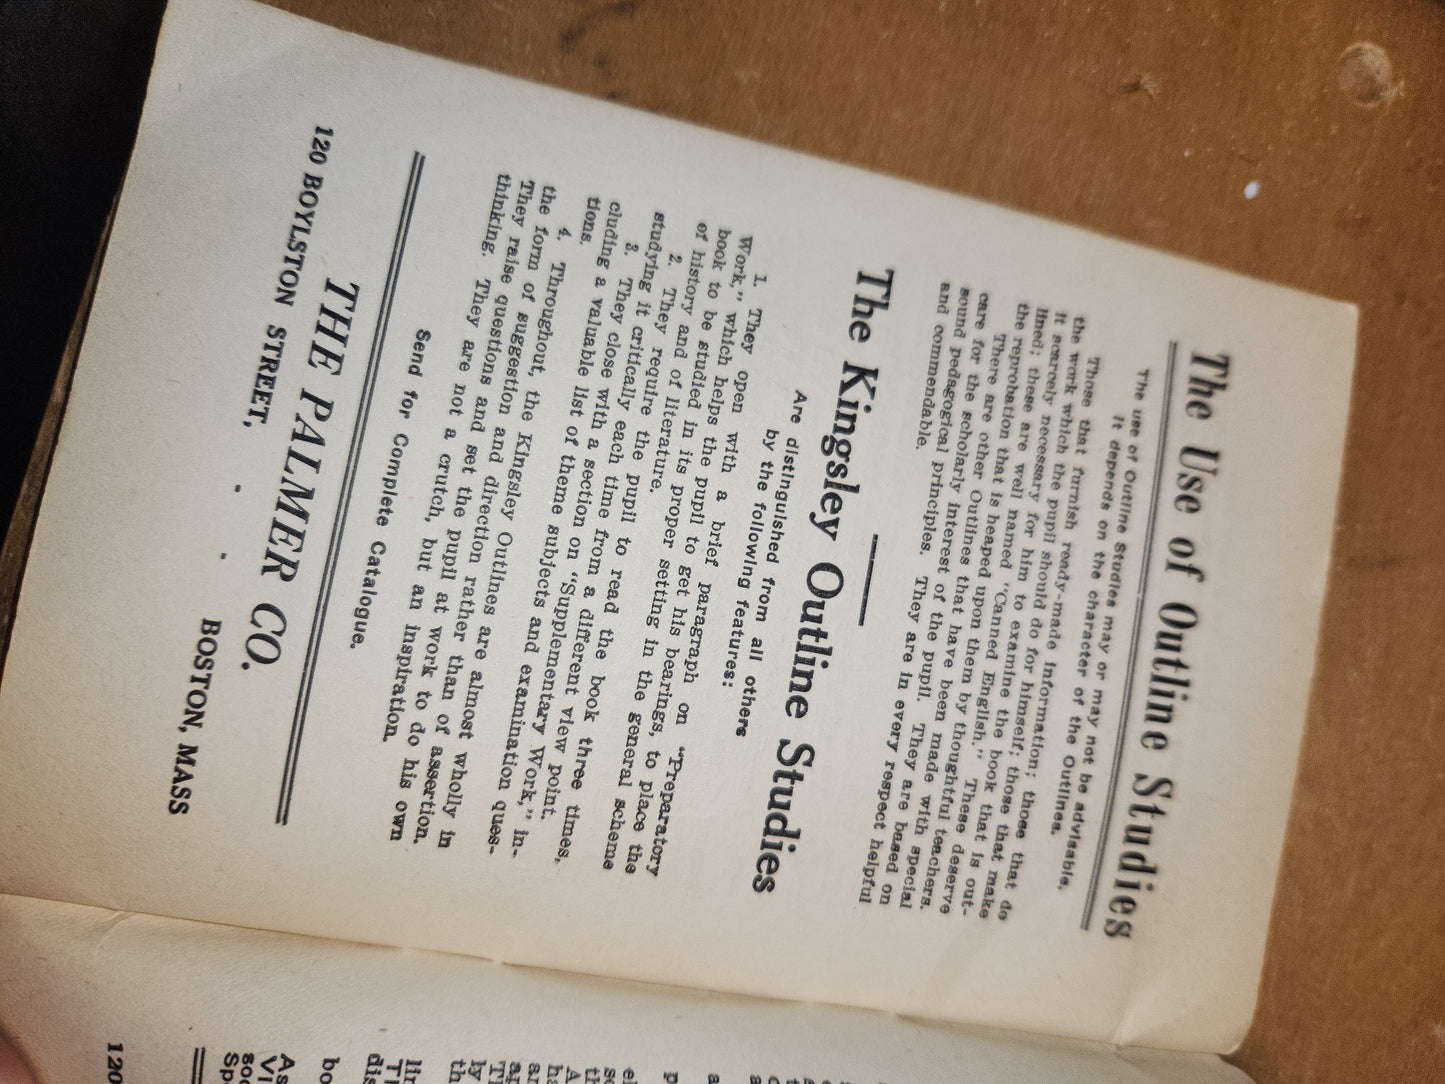 The Use of Outline Studies
The use of Outline Studies may or may not be advisable.
It depends on the character of the Outlines.
Those that furnish ready-made information; those that do
the work which the pupil should do for himself; those that make
it scarcely necessary for him to examine the book that is out-
lined; these are well named "Canned English." These deserve
the reprobation that is heaped upon them by thoughtful teachers.
There are other Outlines that have been made with special
care for the scholarly interest of the pupil. They are based on
sound pedagogical principles. They are in every respect helpful
and commendable.
The Kingsley Outline Studies
Are distinguished from all others
by the following features:
1. They open with a brief paragraph on "Preparatory
Work," which helps the pupil to get his bearings, to place the
book to be studied in its proper setting in the general scheme
of history and of literature.
2. They require the pupil to read the book three times,
studying it critically each time from a different view point.
3. They close with a section on "Supplementary Work," in-
cluding a valuable list of theme subjects and examination ques-
tions.
4. Throughout, the Kingsley Outlines are almost wholly in
the form of suggestion and direction rather than of assertion.
They raise questions and set the pupil at work to do his own
thinking. They are not a crutch, but an inspiration.
Send for Complete Catalogue.
THE PALMER CO.
120 BOYLSTON STREET, - - BOSTON, MASS
120